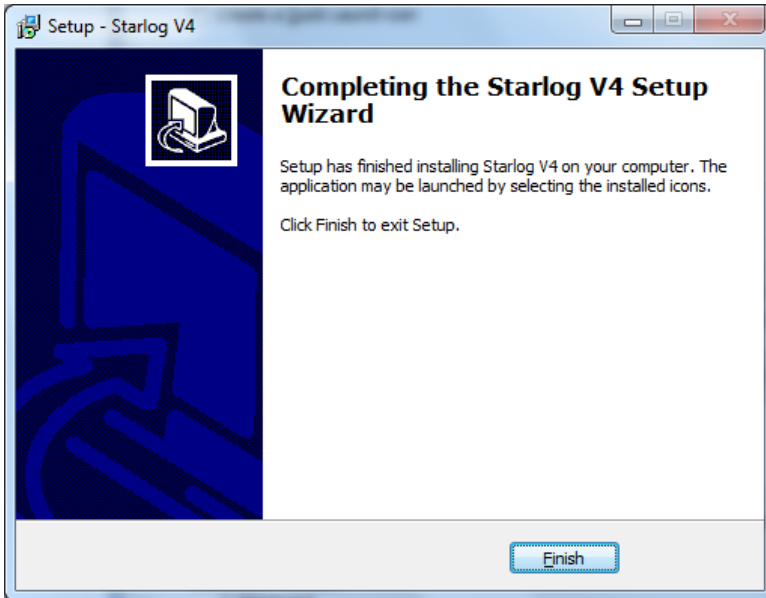 Setup - Starlog V4
Completing the Starlog V4 Setup
Wizard
Setup has finished installing Starlog V4 on your computer. The
application may be launched by selecting the installed icons.
Click Finish to exit Setup.
Finish